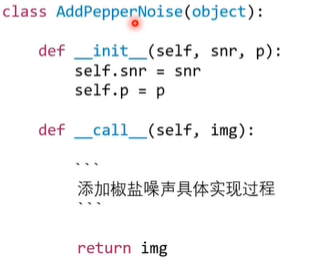 class AddPepperNoise(object):
def __init__(self, snr, p):
self.snr = snr
self.p = p
def __call__(self, img):
```
添加椒盐噪声具体实现过程
```
return img